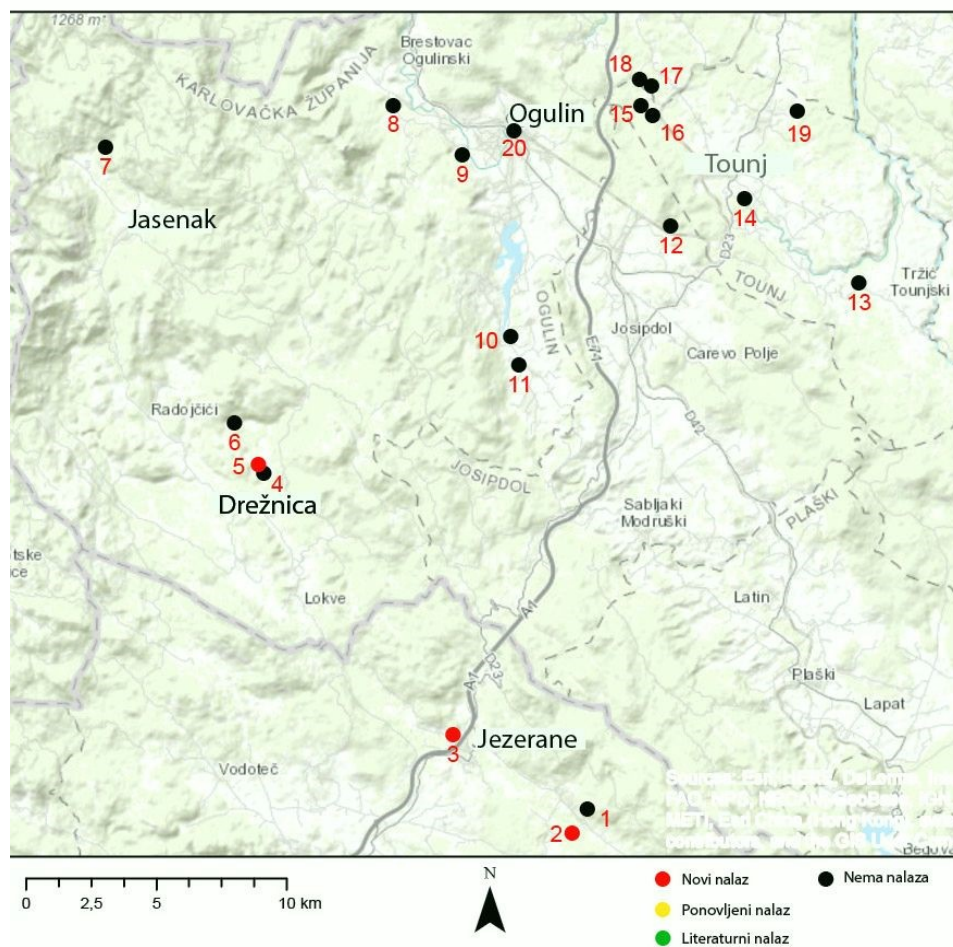 1268 m
Brestovac
Ogulinski
KARLOVAČKA ŽUPANIJA
18
17
8
15
16
Ogulin
20
19
7
9
Tounj
14
Jasenak
12
D23
TOUNJ
Tržić
Tounjski
13
OGULIN
10
Josipdol
E71
Carevo Polje
11
Radojčići
6
D42
5
4
JOSIPDOL
Drežnica
Sabljaki
Modruški
PLAŠKI
Lokve
A1
Latin
D23
Plaški
A1
Lapat
Jezerane
3
Vodoteč
1
2
0 2,5 5 10 km
N
Novi nalaz
Nema nalaza
Ponovljeni nalaz
Literaturni nalaz